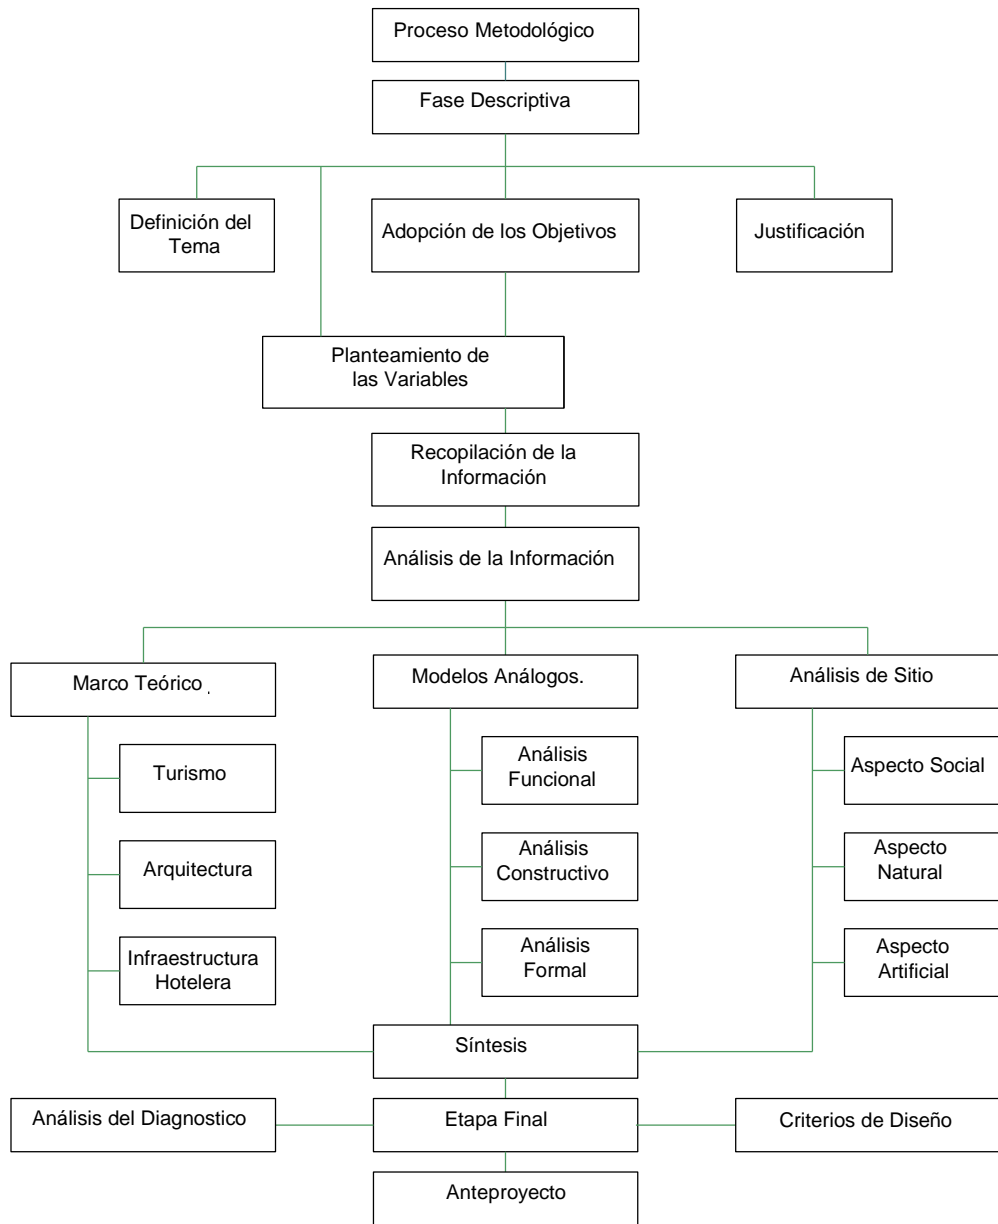 Proceso Metodológico
Fase Descriptiva
Definición del
Tema
Adopción de los Objetivos
Justificación
Planteamiento de
las Variables
Recopilación de la
Información
Análisis de la Información
Marco Teórico .
Modelos Análogos.
Análisis de Sitio
Turismo
Análisis
Funcional
Aspecto Social
Arquitectura
Análisis
Constructivo
Aspecto
Natural
Infraestructura
Hotelera
Análisis
Formal
Aspecto
Artificial
Síntesis
Análisis del Diagnostico
Etapa Final
Criterios de Diseño
Anteproyecto